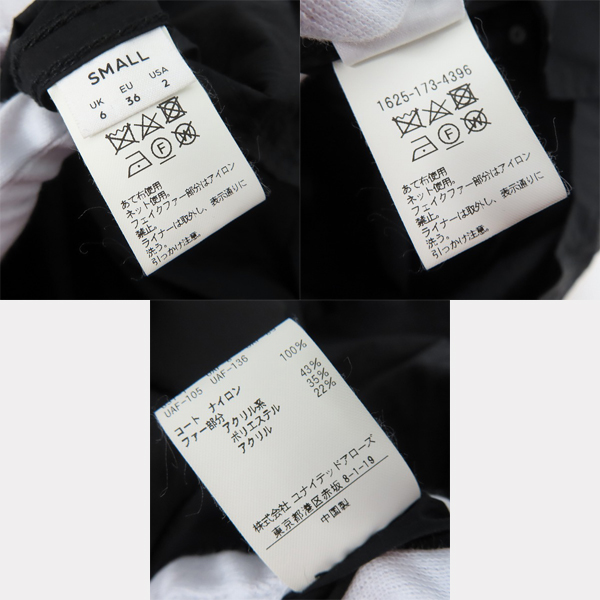 SMALL
UK EU USA
6 36 2
あて布使用
ネット使用。
フェイクファー部分はアイロン
禁止。
ライナーは取外し、表示通りに
洗う。
引っかけ注意。
1625-173-4396
あて布使用
ネット使用。
フェイクファー部分はアイロン
禁止。
ライナーは取外し、表示通りに
洗う。
引っかけ注意。
UAF-105 UAF-136
コート ナイロン 100%
ファー部分 アクリル系 43%
ポリエステル 35%
アクリル 22%
株式会社 ユナイテッドアローズ
東京都港区赤坂 8-1-19
中国製